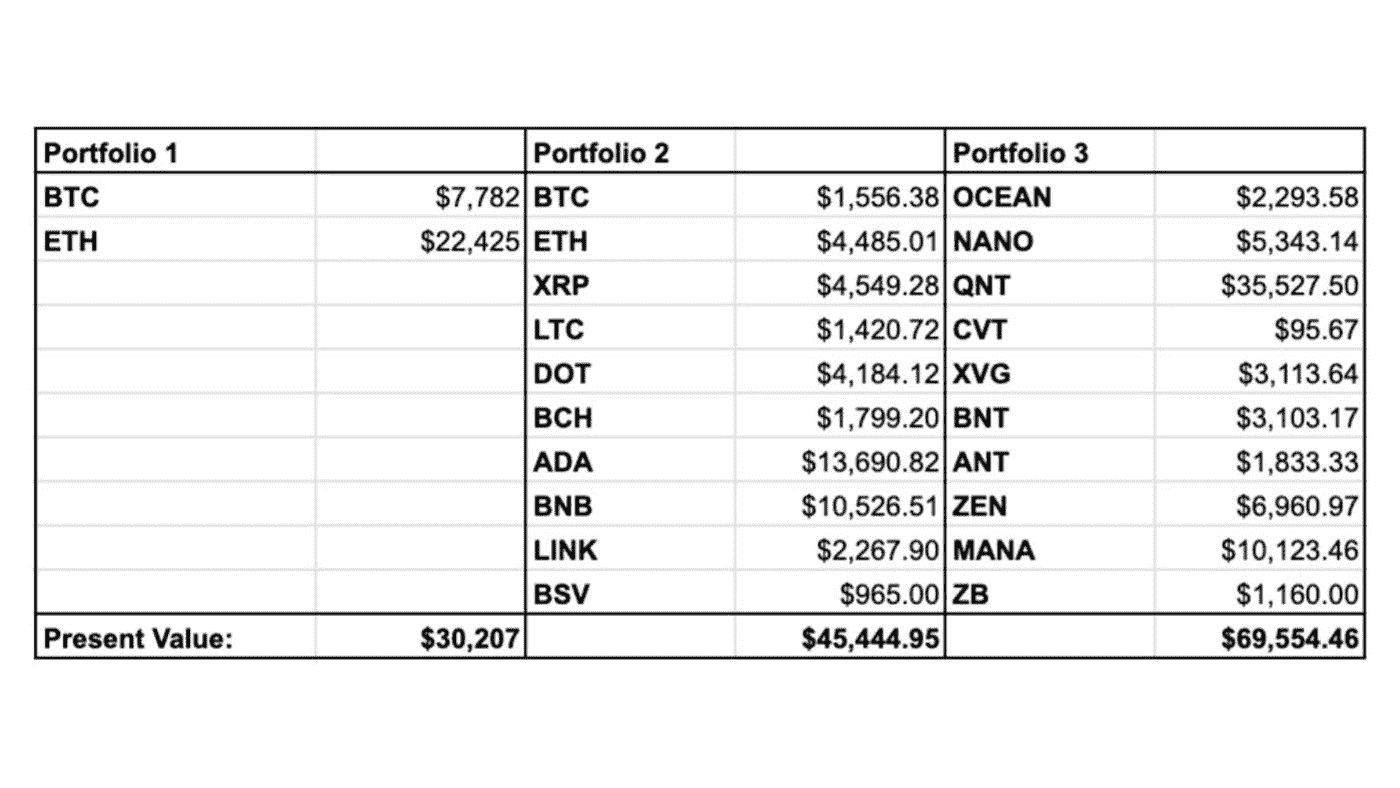 Portfolio 1 Portfolio 2 Portfolio 3
BTC $7,782 BTC $1,556.38 OCEAN $2,293.58
ETH $22,425 ETH $4,485.01 NANO $5,343.14
XRP $4,549.28 QNT $35,527.50
LTC $1,420.72 CVT $95.67
DOT $4,184.12 XVG $3,113.64
BCH $1,799.20 BNT $3,103.17
ADA $13,690.82 ANT $1,833.33
BNB $10,526.51 ZEN $6,960.97
LINK $2,267.90 MANA $10,123.46
BSV $965.00 ZB $1,160.00
Present Value: $30,207 $45,444.95 $69,554.46